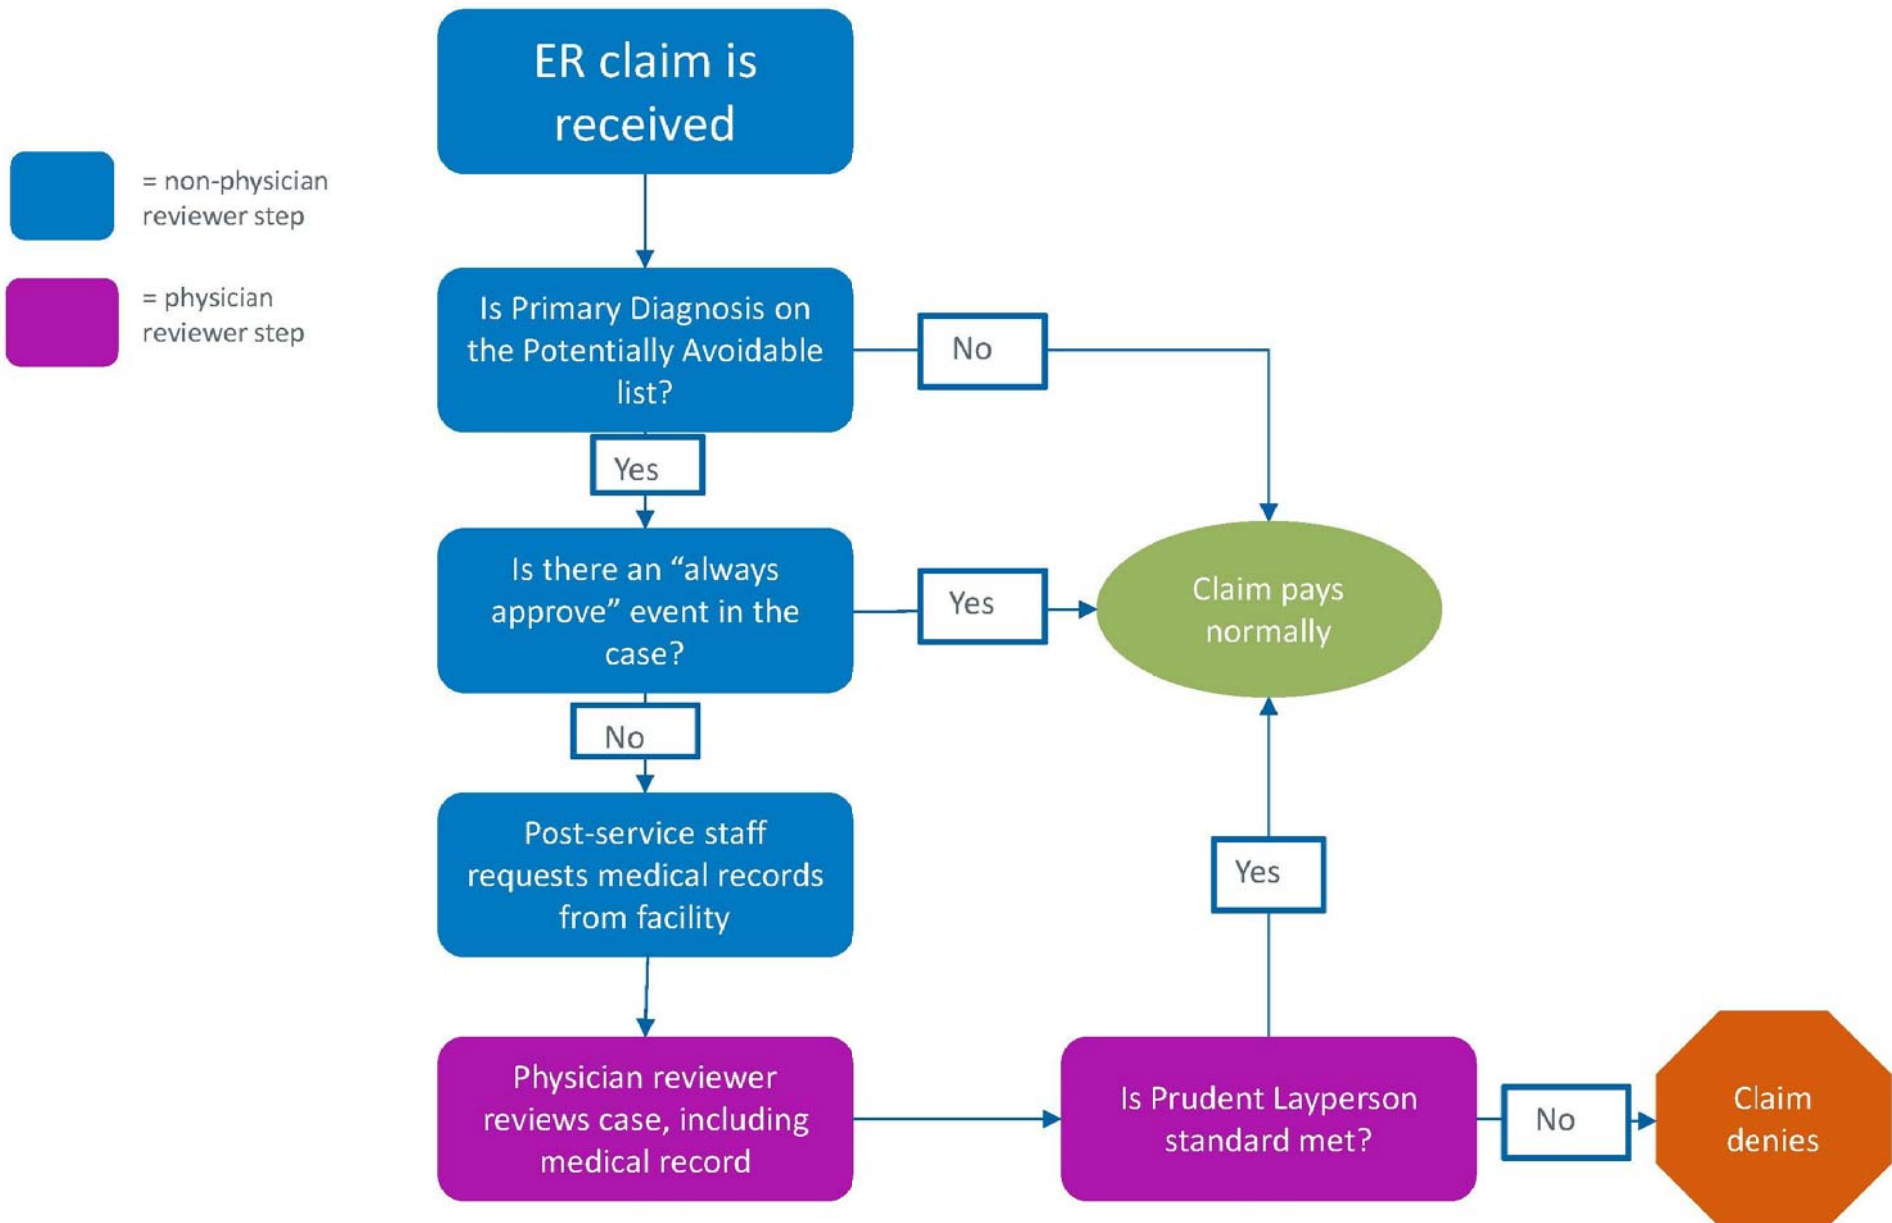 ER claim is
received
= non-physician
reviewer step
= physician
reviewer step
Is Primary Diagnosis on
the Potentially Avoidable
list?
No
Yes
Is there an “always
approve” event in the
case?
Yes
Claim pays
normally
No
Post-service staff
requests medical records
from facility
Yes
Physician reviewer
reviews case, including
medical record
Is Prudent Layperson
standard met?
No
Claim
denies